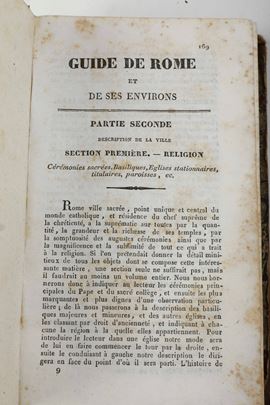 169
GUIDE DE ROME
ET
DE SES ENVIRONS
PARTIE SECONDE
DESCRIPTION DE LA VILLE
SECTION PREMIÈRE. — RELIGION
Cérémonies sacrées, Basiliques, Eglises stationnaires,
titulaires, paroisses, ec.
Rome ville sacrée, point unique et central du
monde catholique, et résidence du chef suprême de
la chrétienté, a la suprématie sur toutes par la quant-
tité, la grandeur et la richesse de ses temples, par
la somptuosité des augustes cérémonies ainsi que par
la magnificence et la sublimité de tout ce qui a trait
à la religion. Si l'on pretendait donner le détail mini-
tieux de tous les objets dont se compose cette intéres-
sante matière, une section seule ne suffirait pas, mais
il faudrait au moins un volume entier. Nous nous bor-
nerons donc à indiquer au lecteur les cérémonies prin-
cipales du Pape et du sacré collège, et ensuite les plus
marquantes et plus dignes d'une observation particu-
lière; de là nous passerons à la description des basili-
ques majeures et mineures, et des autres églises, en
les classant par droit d'ancienneté, et indiquant à cha-
cune la région à la quelle elles appartiennent. Pour
introduire le lecteur dans une église notre mode sera
de lui en faire commencer le tour par la droite, en-
suite le conduisant à gauche notre description le diri-
gera en face du point d'où il sera parti. L'histoire de
9